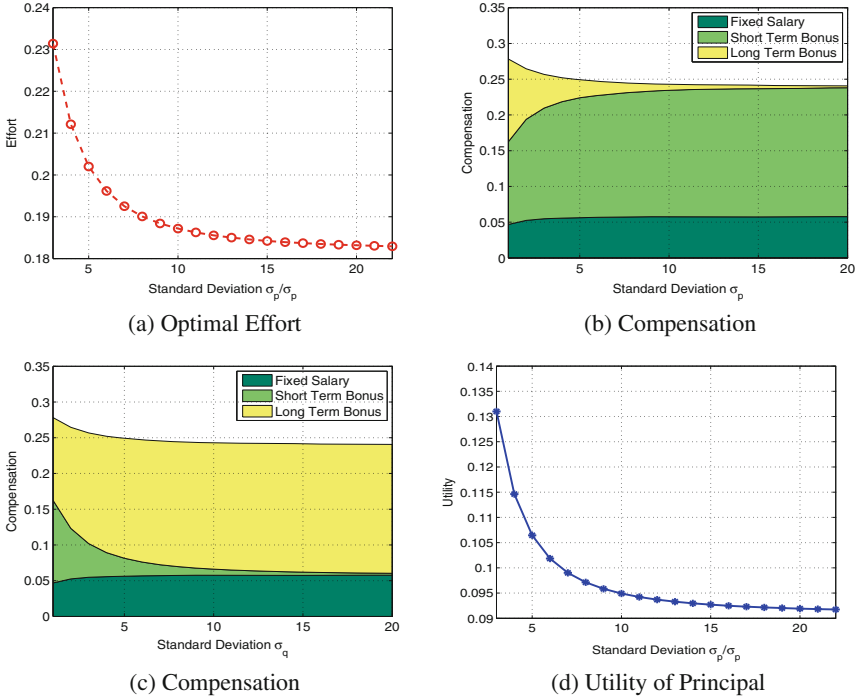 0.24
0.23
0.22
0.21
0.2
0.19
0.18
Effort
5 10 15 20
Standard Deviation σp/σp
(a) Optimal Effort
0.35
0.3
0.25
0.2
0.15
0.1
0.05
0
Compensation
Fixed Salary
Short Term Bonus
Long Term Bonus
5 10 15 20
Standard Deviation σp
(b) Compensation
0.35
0.3
0.25
0.2
0.15
0.1
0.05
0
Compensation
Fixed Salary
Short Term Bonus
Long Term Bonus
5 10 15 20
Standard Deviation σq
(c) Compensation
0.14
0.135
0.13
0.125
0.12
0.115
0.11
0.105
0.1
0.095
0.09
Utility
5 10 15 20
Standard Deviation σp/σp
(d) Utility of Principal